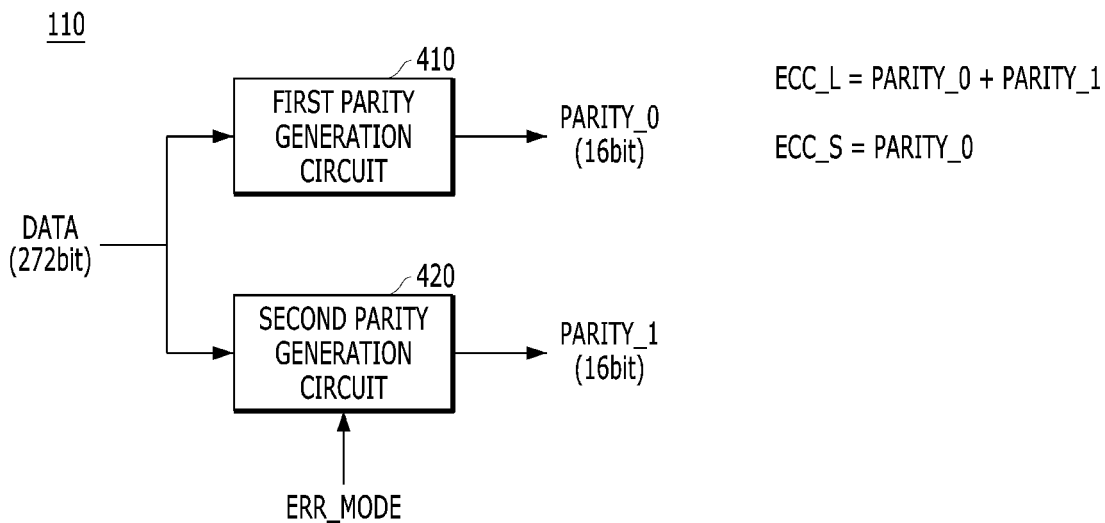 110
410
FIRST PARITY
GENERATION
CIRCUIT
PARITY_0
(16bit)
ECC_L = PARITY_0 + PARITY_1
ECC_S = PARITY_0
DATA
(272bit)
420
SECOND PARITY
GENERATION
CIRCUIT
PARITY_1
(16bit)
ERR_MODE